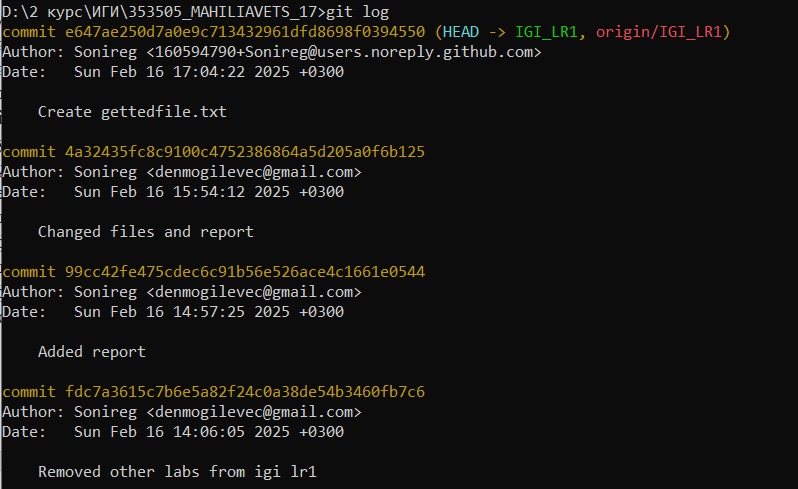 D:\2 курс\ИГИ\353505_MAHILIAVETS_17>git log
commit e647ae250d7a0e9c713432961dfd8698f0394550 (HEAD -> IGI_LR1, origin/IGI_LR1)
Author: Sonireg <160594790+Sonireg@users.noreply.github.com>
Date:   Sun Feb 16 17:04:22 2025 +0300
    Create gettedfile.txt
commit 4a32435fc8c9100c4752386864a5d205a0f6b125
Author: Sonireg <denmogilevec@gmail.com>
Date:   Sun Feb 16 15:54:12 2025 +0300
    Changed files and report
commit 99cc42fe475cdec6c91b56e526ace4c1661e0544
Author: Sonireg <denmogilevec@gmail.com>
Date:   Sun Feb 16 14:57:25 2025 +0300
    Added report
commit fdc7a3615c7b6e5a82f24c0a38de54b3460fb7c6
Author: Sonireg <denmogilevec@gmail.com>
Date:   Sun Feb 16 14:06:05 2025 +0300
    Removed other labs from igi lr1